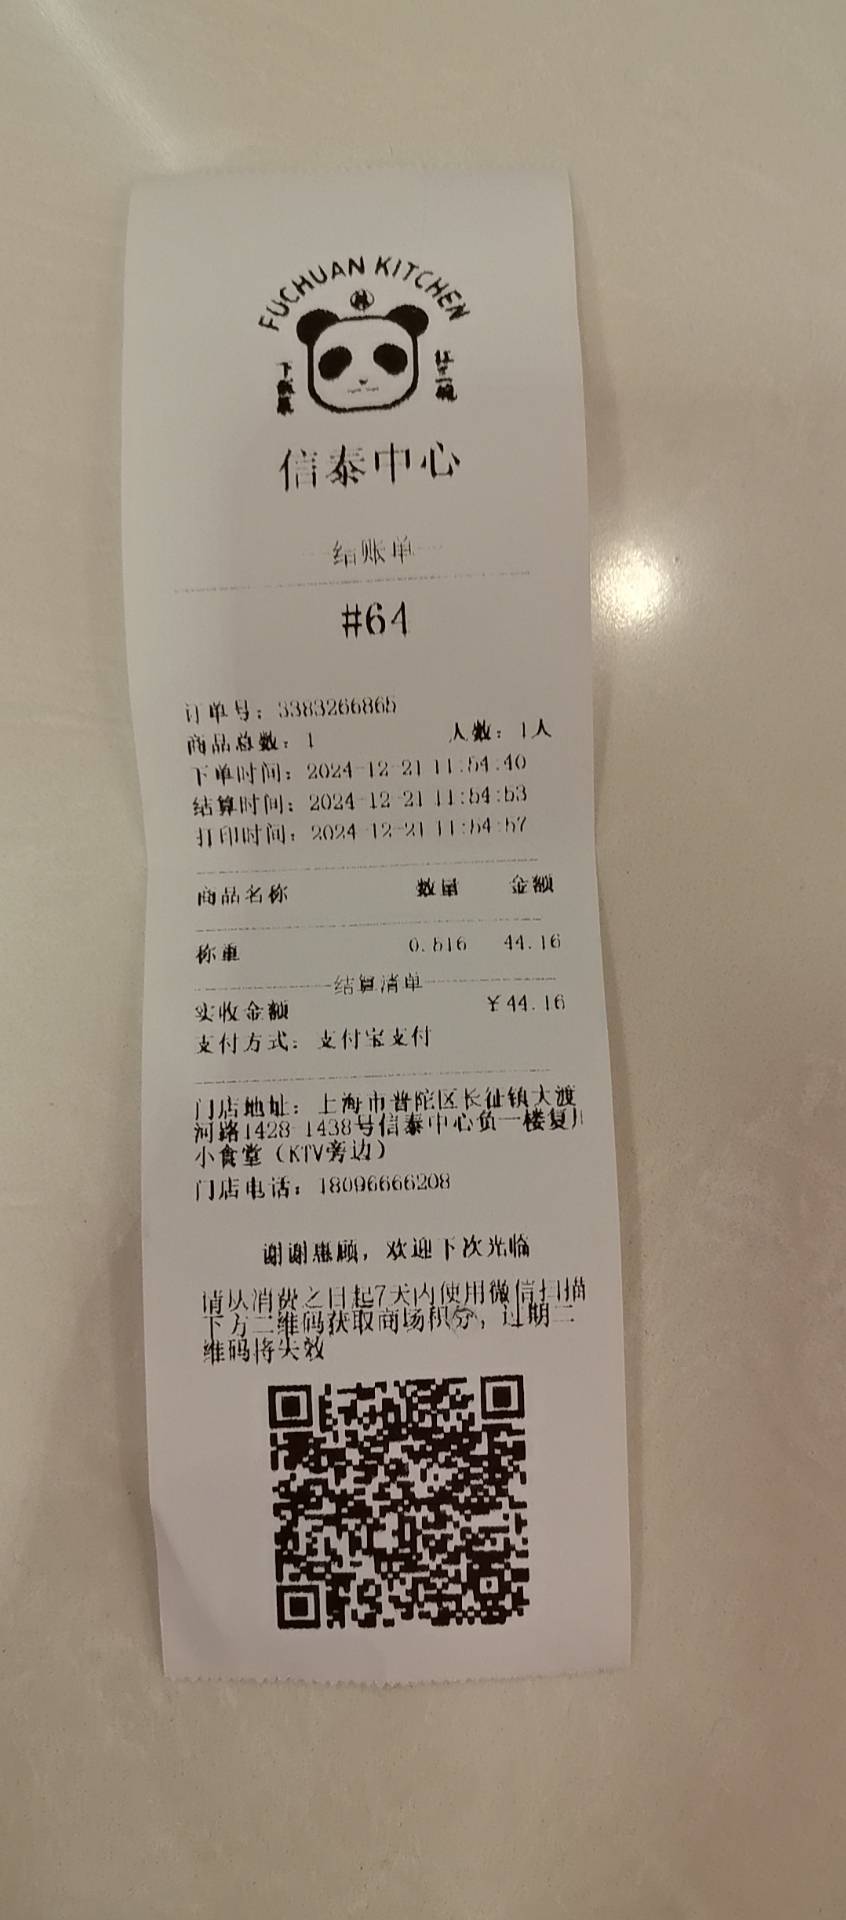 FUCHUAN KITCHEN
信泰中心
结账单
#64
订单号：3383266865
商品总数：1 人数：1人
下单时间：2024-12-21 11:54:40
结算时间：2024-12-21 11:54:53
打印时间：2024-12-21 11:54:57
商品名称 数量 金额
称重 0.516 44.16
结算清单
实收金额 ￥44.16
支付方式：支付宝支付
门店地址：上海市普陀区长征镇大渡
河路1428-1438号信泰中心负一楼复川
小食堂（KTV旁边）
门店电话：18096666208
谢谢惠顾，欢迎下次光临
请从消费之日起7天内使用微信扫描
下方二维码获取商场积分，过期二
维码将失效